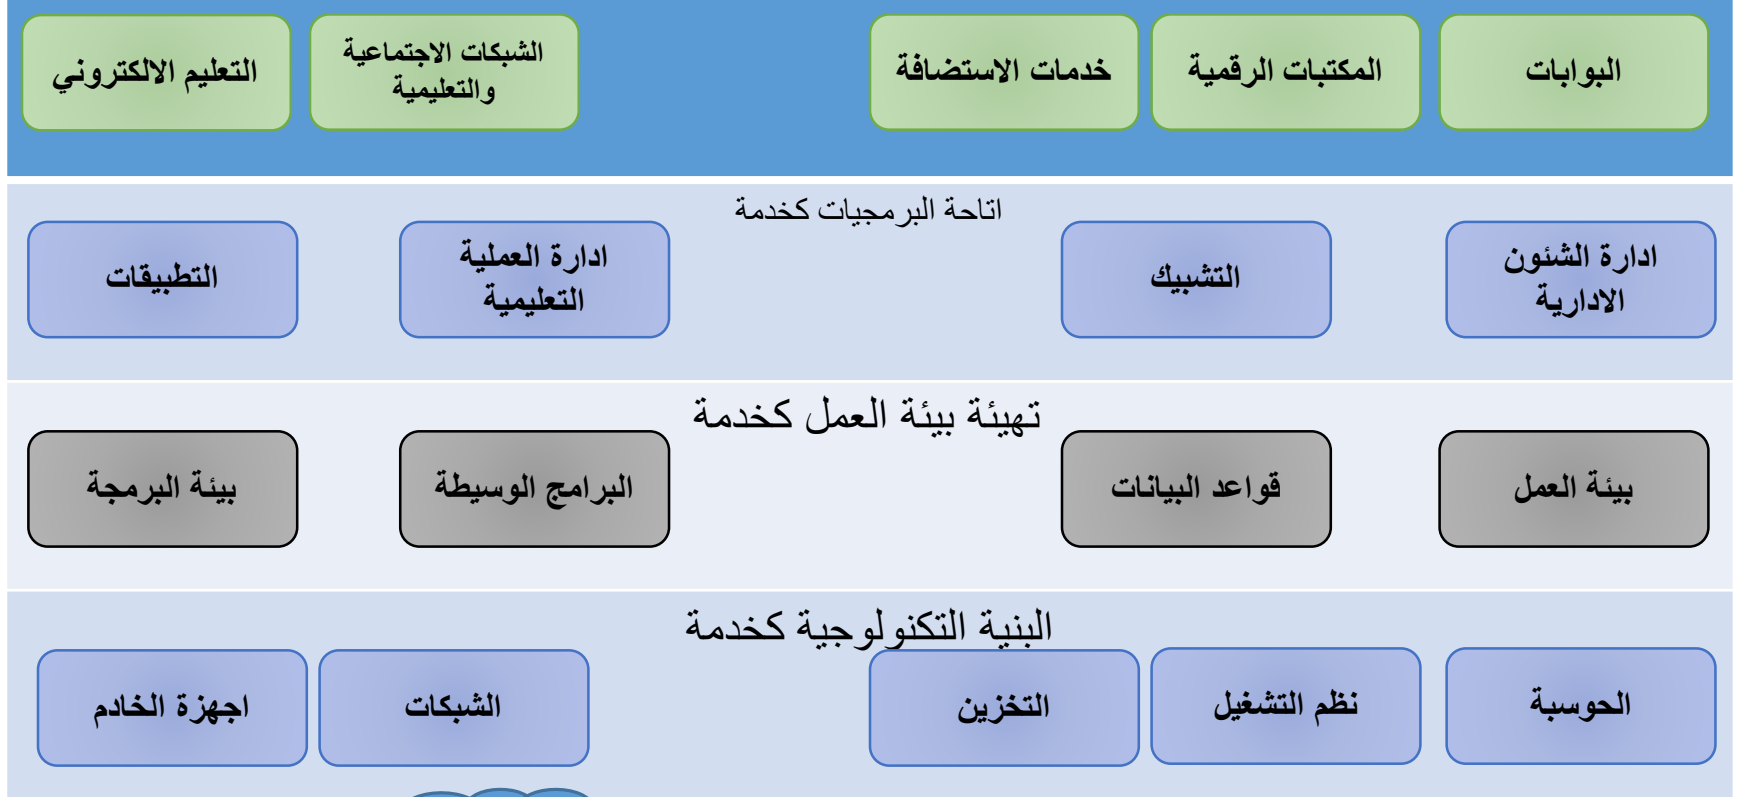 البوابات
المكتبات الرقمية
خدمات الاستضافة
الشبكات الاجتماعية
والتعليمية
التعليم الالكتروني
اتاحة البرمجيات كخدمة
ادارة الشئون
الادارية
التشبيك
ادارة العملية
التعليمية
التطبيقات
تهيئة بيئة العمل كخدمة
بيئة العمل
قواعد البيانات
البرامج الوسيطة
بيئة البرمجة
البنية التكنولوجية كخدمة
الحوسبة
نظم التشغيل
التخزين
الشبكات
اجهزة الخادم